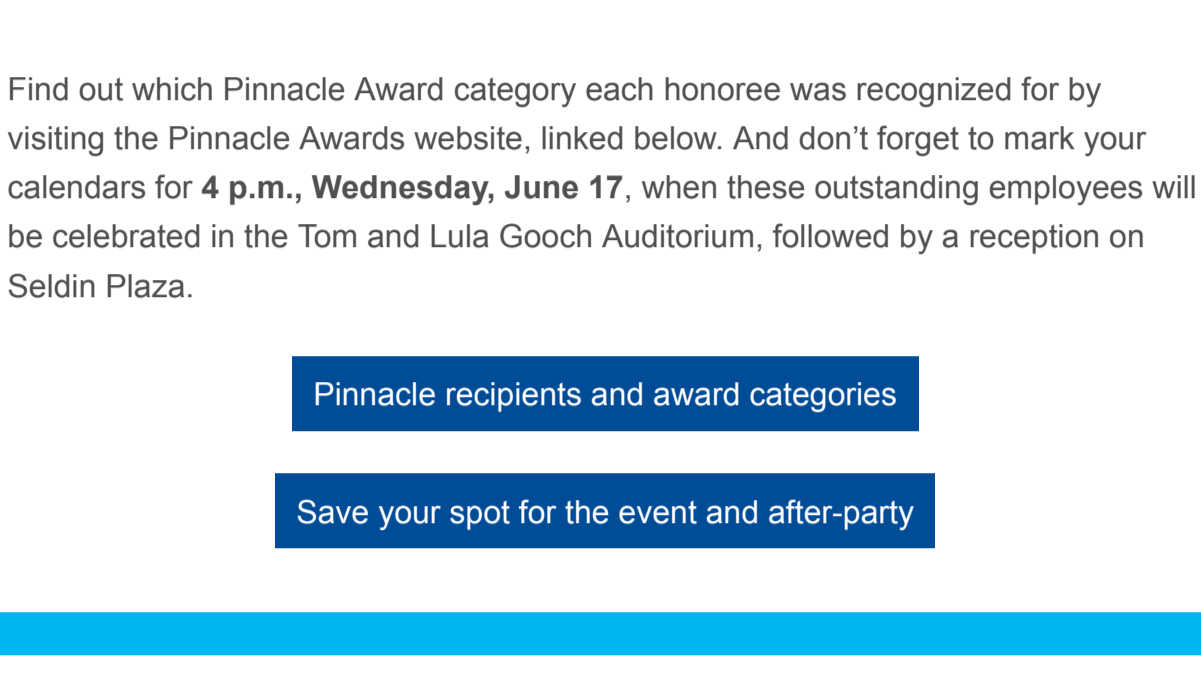 Find out which Pinnacle Award category each honoree was recognized for by
visiting the Pinnacle Awards website, linked below. And don’t forget to mark your
calendars for 4 p.m., Wednesday, June 17, when these outstanding employees will
be celebrated in the Tom and Lula Gooch Auditorium, followed by a reception on
Seldin Plaza.
Pinnacle recipients and award categories
Save your spot for the event and after-party